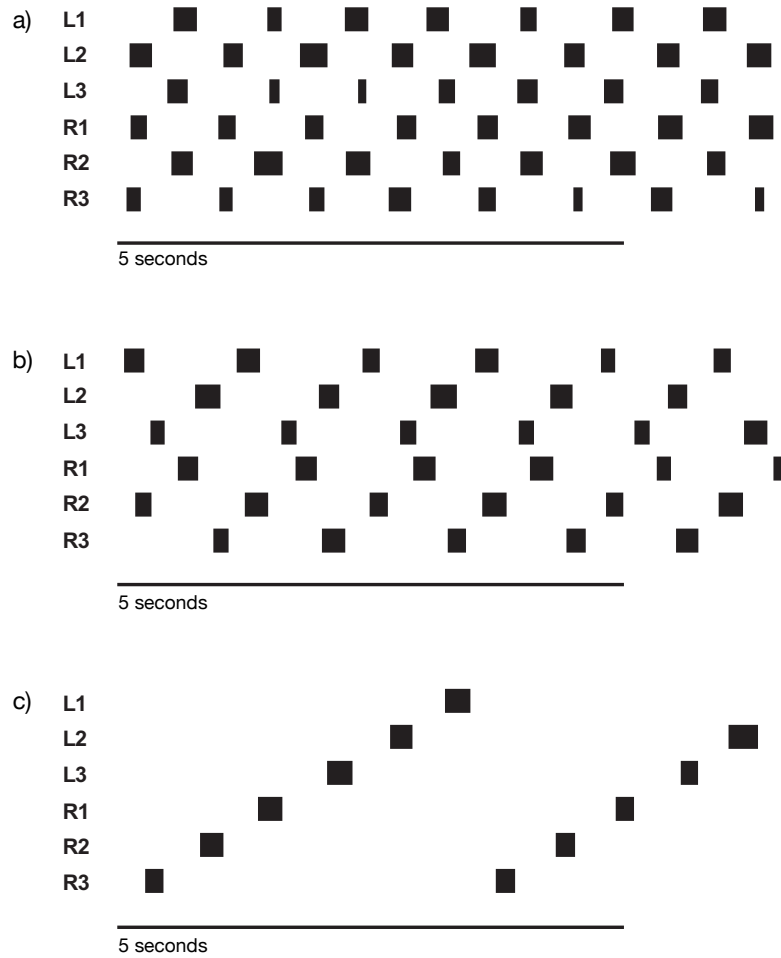 a)
L1
L2
L3
R1
R2
R3
5 seconds
b)
L1
L2
L3
R1
R2
R3
5 seconds
c)
L1
L2
L3
R1
R2
R3
5 seconds